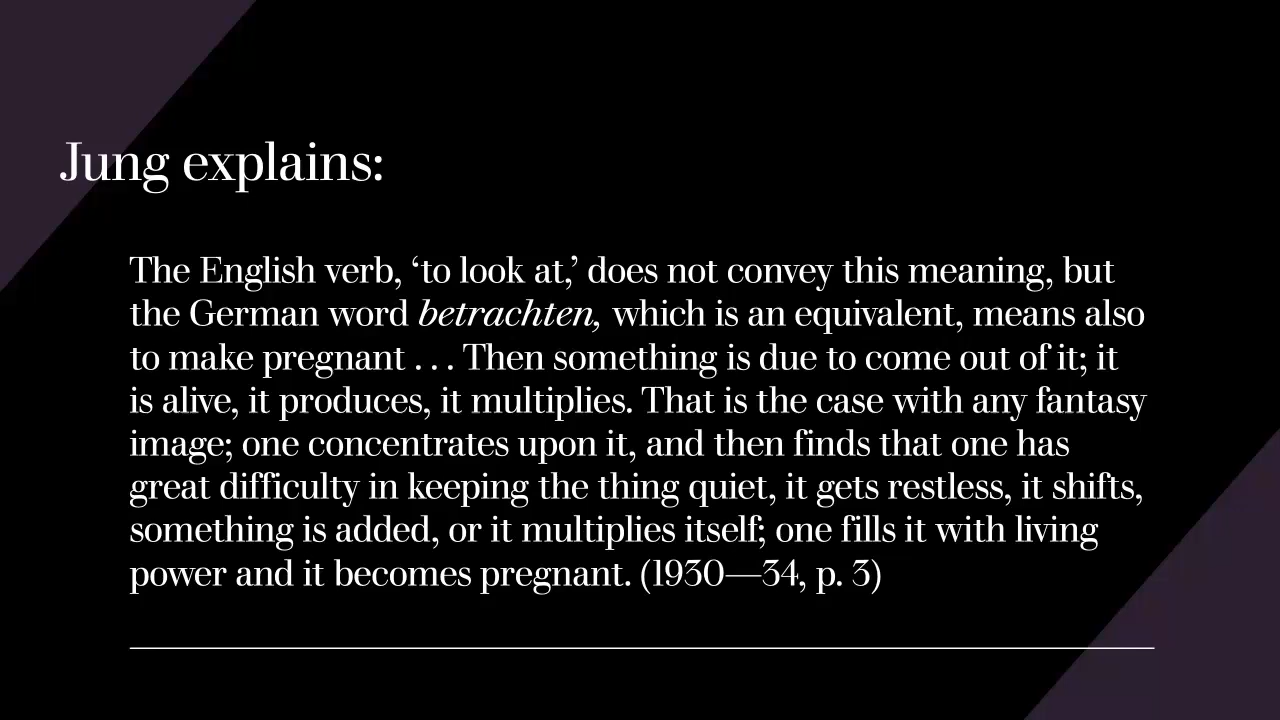 Jung explains:
The English verb, ‘to look at,’ does not convey this meaning, but
the German word betrachten, which is an equivalent, means also
to make pregnant . . . Then something is due to come out of it; it
is alive, it produces, it multiplies. That is the case with any fantasy
image; one concentrates upon it, and then finds that one has
great difficulty in keeping the thing quiet, it gets restless, it shifts,
something is added, or it multiplies itself; one fills it with living
power and it becomes pregnant. (1930—34, p. 3)